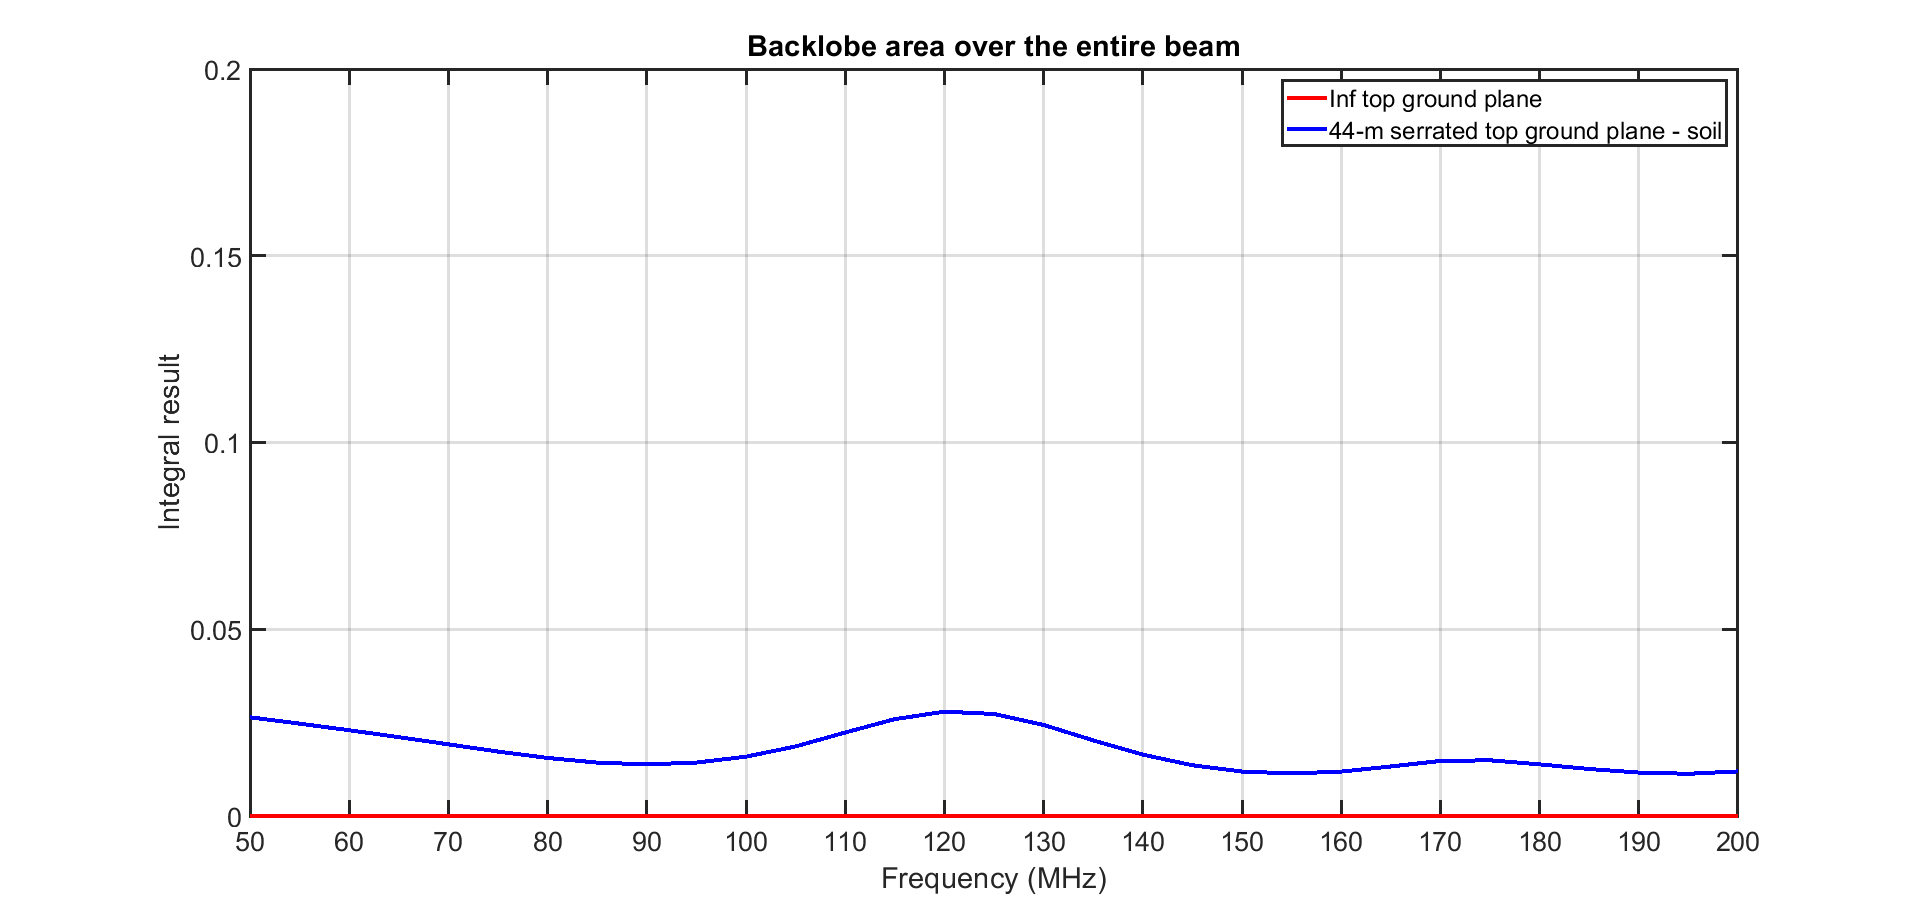 Backlobe area over the entire beam
Inf top ground plane
44-m serrated top ground plane - soil
Integral result
0.2
0.15
0.1
0.05
0
50 60 70 80 90 100 110 120 130 140 150 160 170 180 190 200
Frequency (MHz)